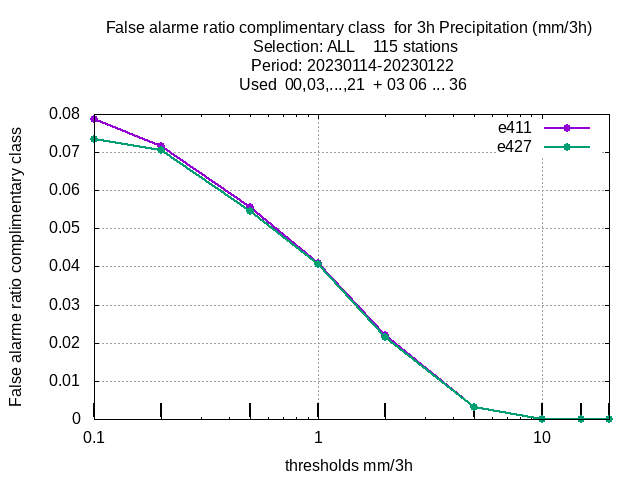 False alarme ratio complimentary class  for 3h Precipitation (mm/3h)
Selection: ALL    115 stations
Period: 20230114-20230122
Used  00,03,...,21  + 03 06 ... 36
False alarme ratio complimentary class
0.08
0.07
0.06
0.05
0.04
0.03
0.02
0.01
0
e411
e427
0.1
1
10
thresholds mm/3h